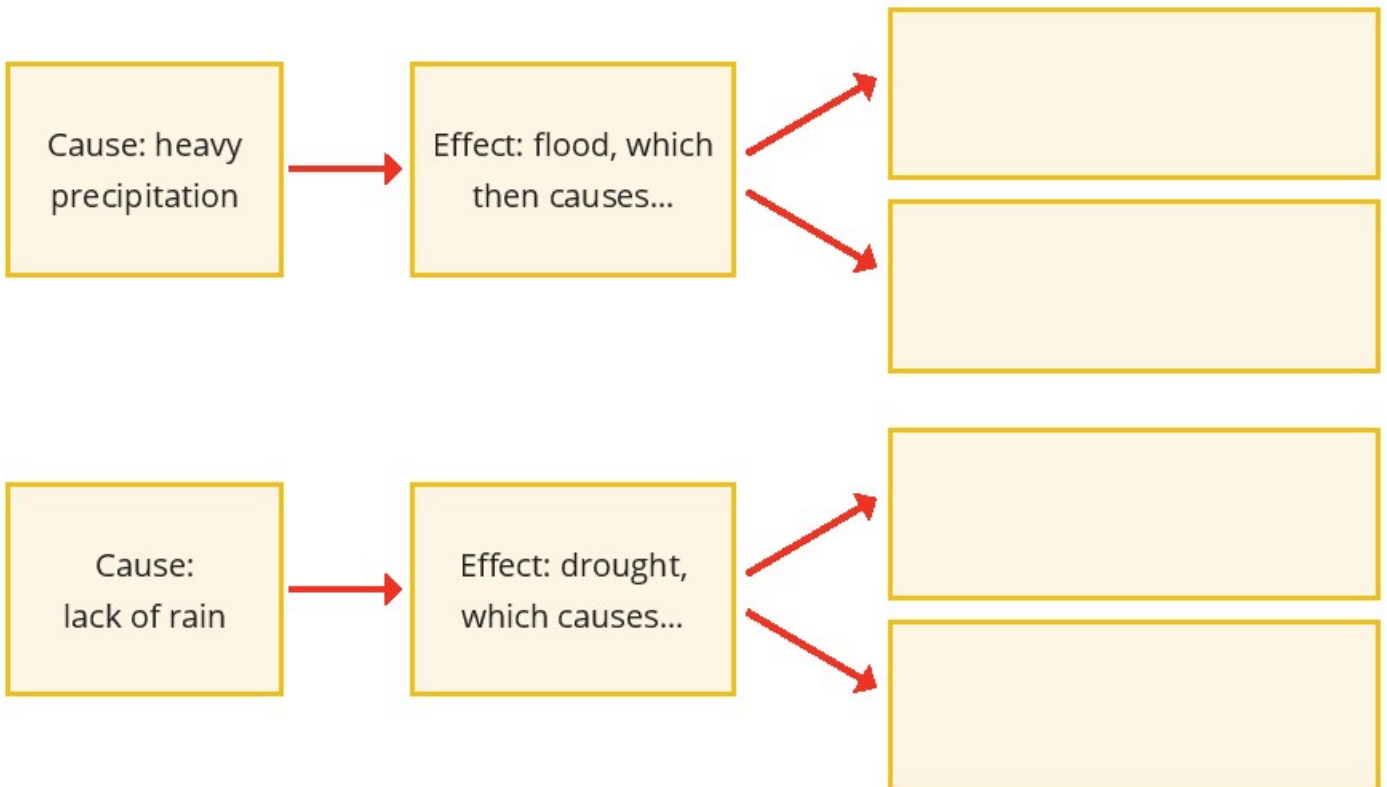 Cause: heavy
precipitation
Effect: flood, which
then causes...
Cause:
lack of rain
Effect: drought,
which causes...